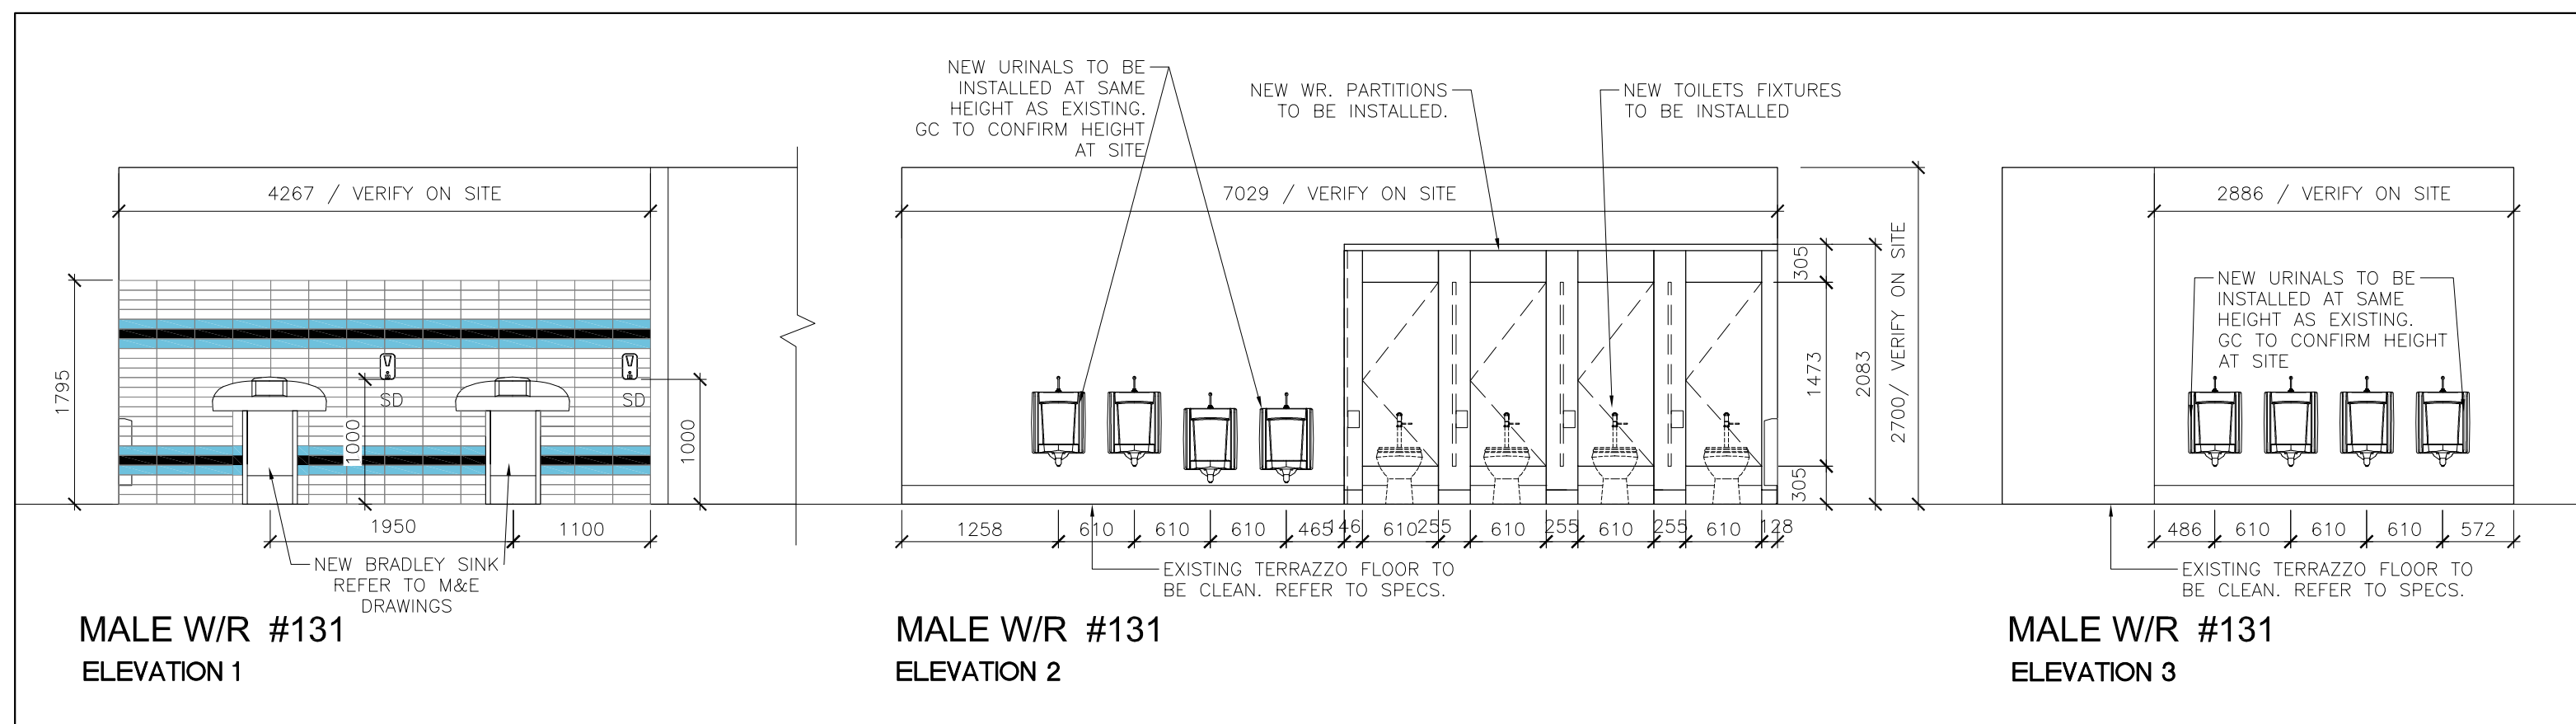 4267 / VERIFY ON SITE
1795
SD
SD
1000
1000
1950
1100
NEW BRADLEY SINK
REFER TO M&E
DRAWINGS
MALE W/R #131
ELEVATION 1
NEW URINALS TO BE
INSTALLED AT SAME
HEIGHT AS EXISTING.
GC TO CONFIRM HEIGHT
AT SITE
NEW WR. PARTITIONS
TO BE INSTALLED.
NEW TOILETS FIXTURES
TO BE INSTALLED
7029 / VERIFY ON SITE
305
1473
305
2083
2700/ VERIFY ON SITE
1258
610
610
610
465
146
610
255
610
255
610
255
610
128
EXISTING TERRAZZO FLOOR TO
BE CLEAN. REFER TO SPECS.
MALE W/R #131
ELEVATION 2
2886 / VERIFY ON SITE
NEW URINALS TO BE
INSTALLED AT SAME
HEIGHT AS EXISTING.
GC TO CONFIRM HEIGHT
AT SITE
486
610
610
610
572
EXISTING TERRAZZO FLOOR TO
BE CLEAN. REFER TO SPECS.
MALE W/R #131
ELEVATION 3